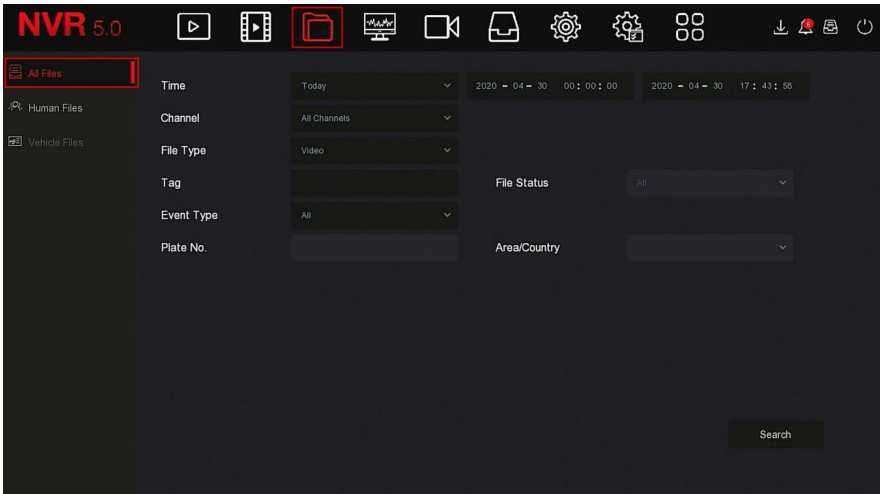 NVR 5.0
All Files
Human Files
Vehicle Files
Time Today 2020 - 04 - 30 00 : 00 : 00 2020 - 04 - 30 17 : 43 : 58
Channel All Channels
File Type Video
Tag File Status All
Event Type All
Plate No. Area/Country
Search